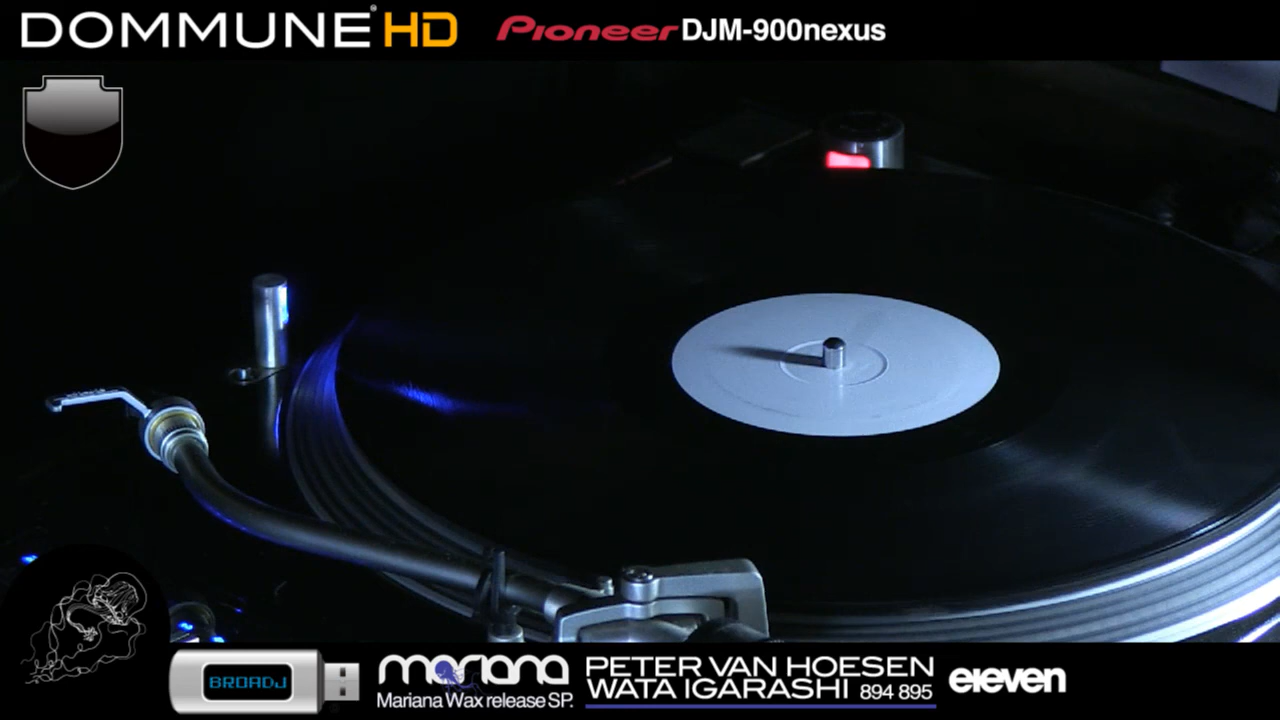 DOMMUNE® HD
Pioneer DJM-900nexus
BROADJ
mariana
Mariana Wax release SP.
PETER VAN HOESEN
WATA IGARASHI 894 895
eleven